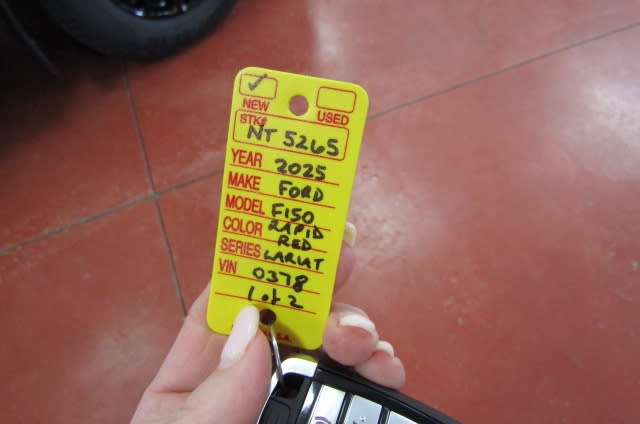 ✓
NEW USED
STK# NT 5265
YEAR 2025
MAKE FORD
MODEL F150
COLOR RAPID
RED
SERIES LARIAT
VIN 0378
1 of 2